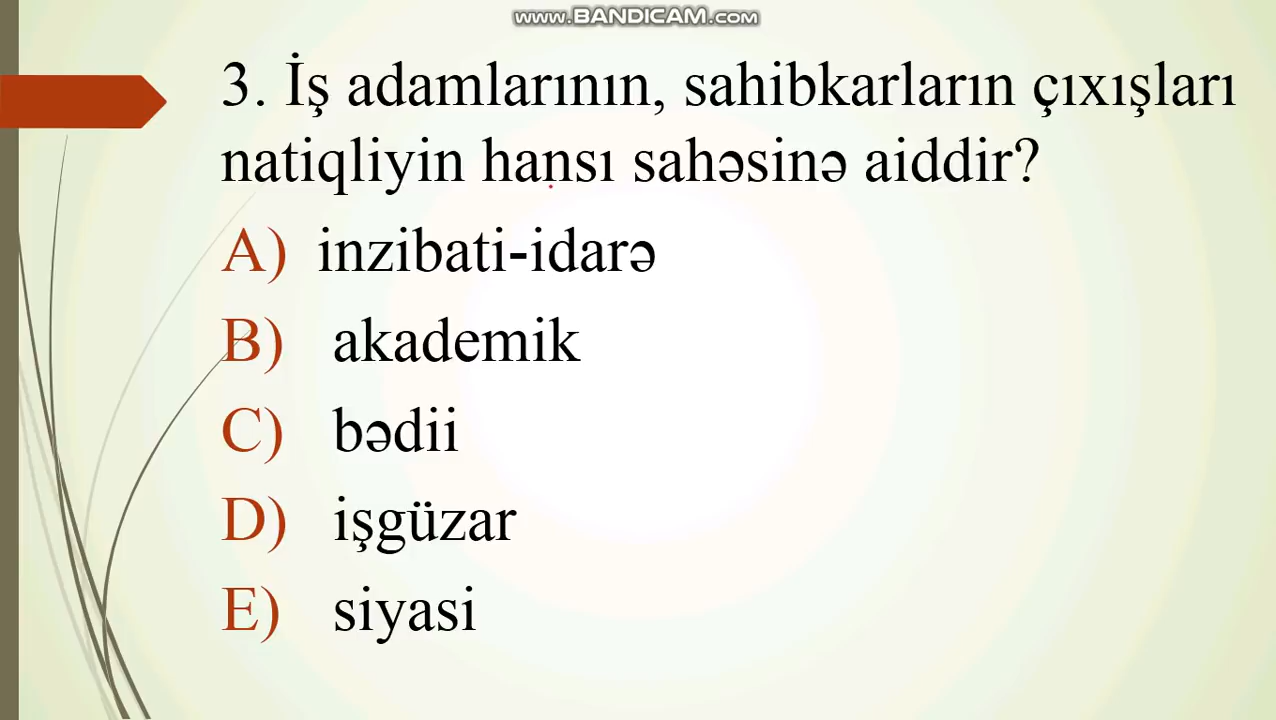 www.BANDICAM.com
3. İş adamlarının, sahibkarların çıxışları
natiqliyin hansı sahəsinə aiddir?
A) inzibati-idarə
B) akademik
C) bədii
D) işgüzar
E) siyasi